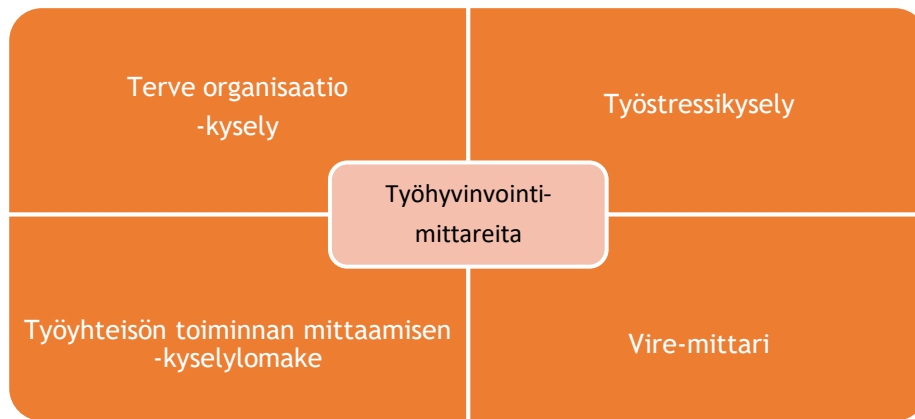 Terve organisaatio
-kysely
Työstressikysely
Työhyvinvointi-
mittareita
Työyhteisön toiminnan mittaamisen
-kyselylomake
Vire-mittari